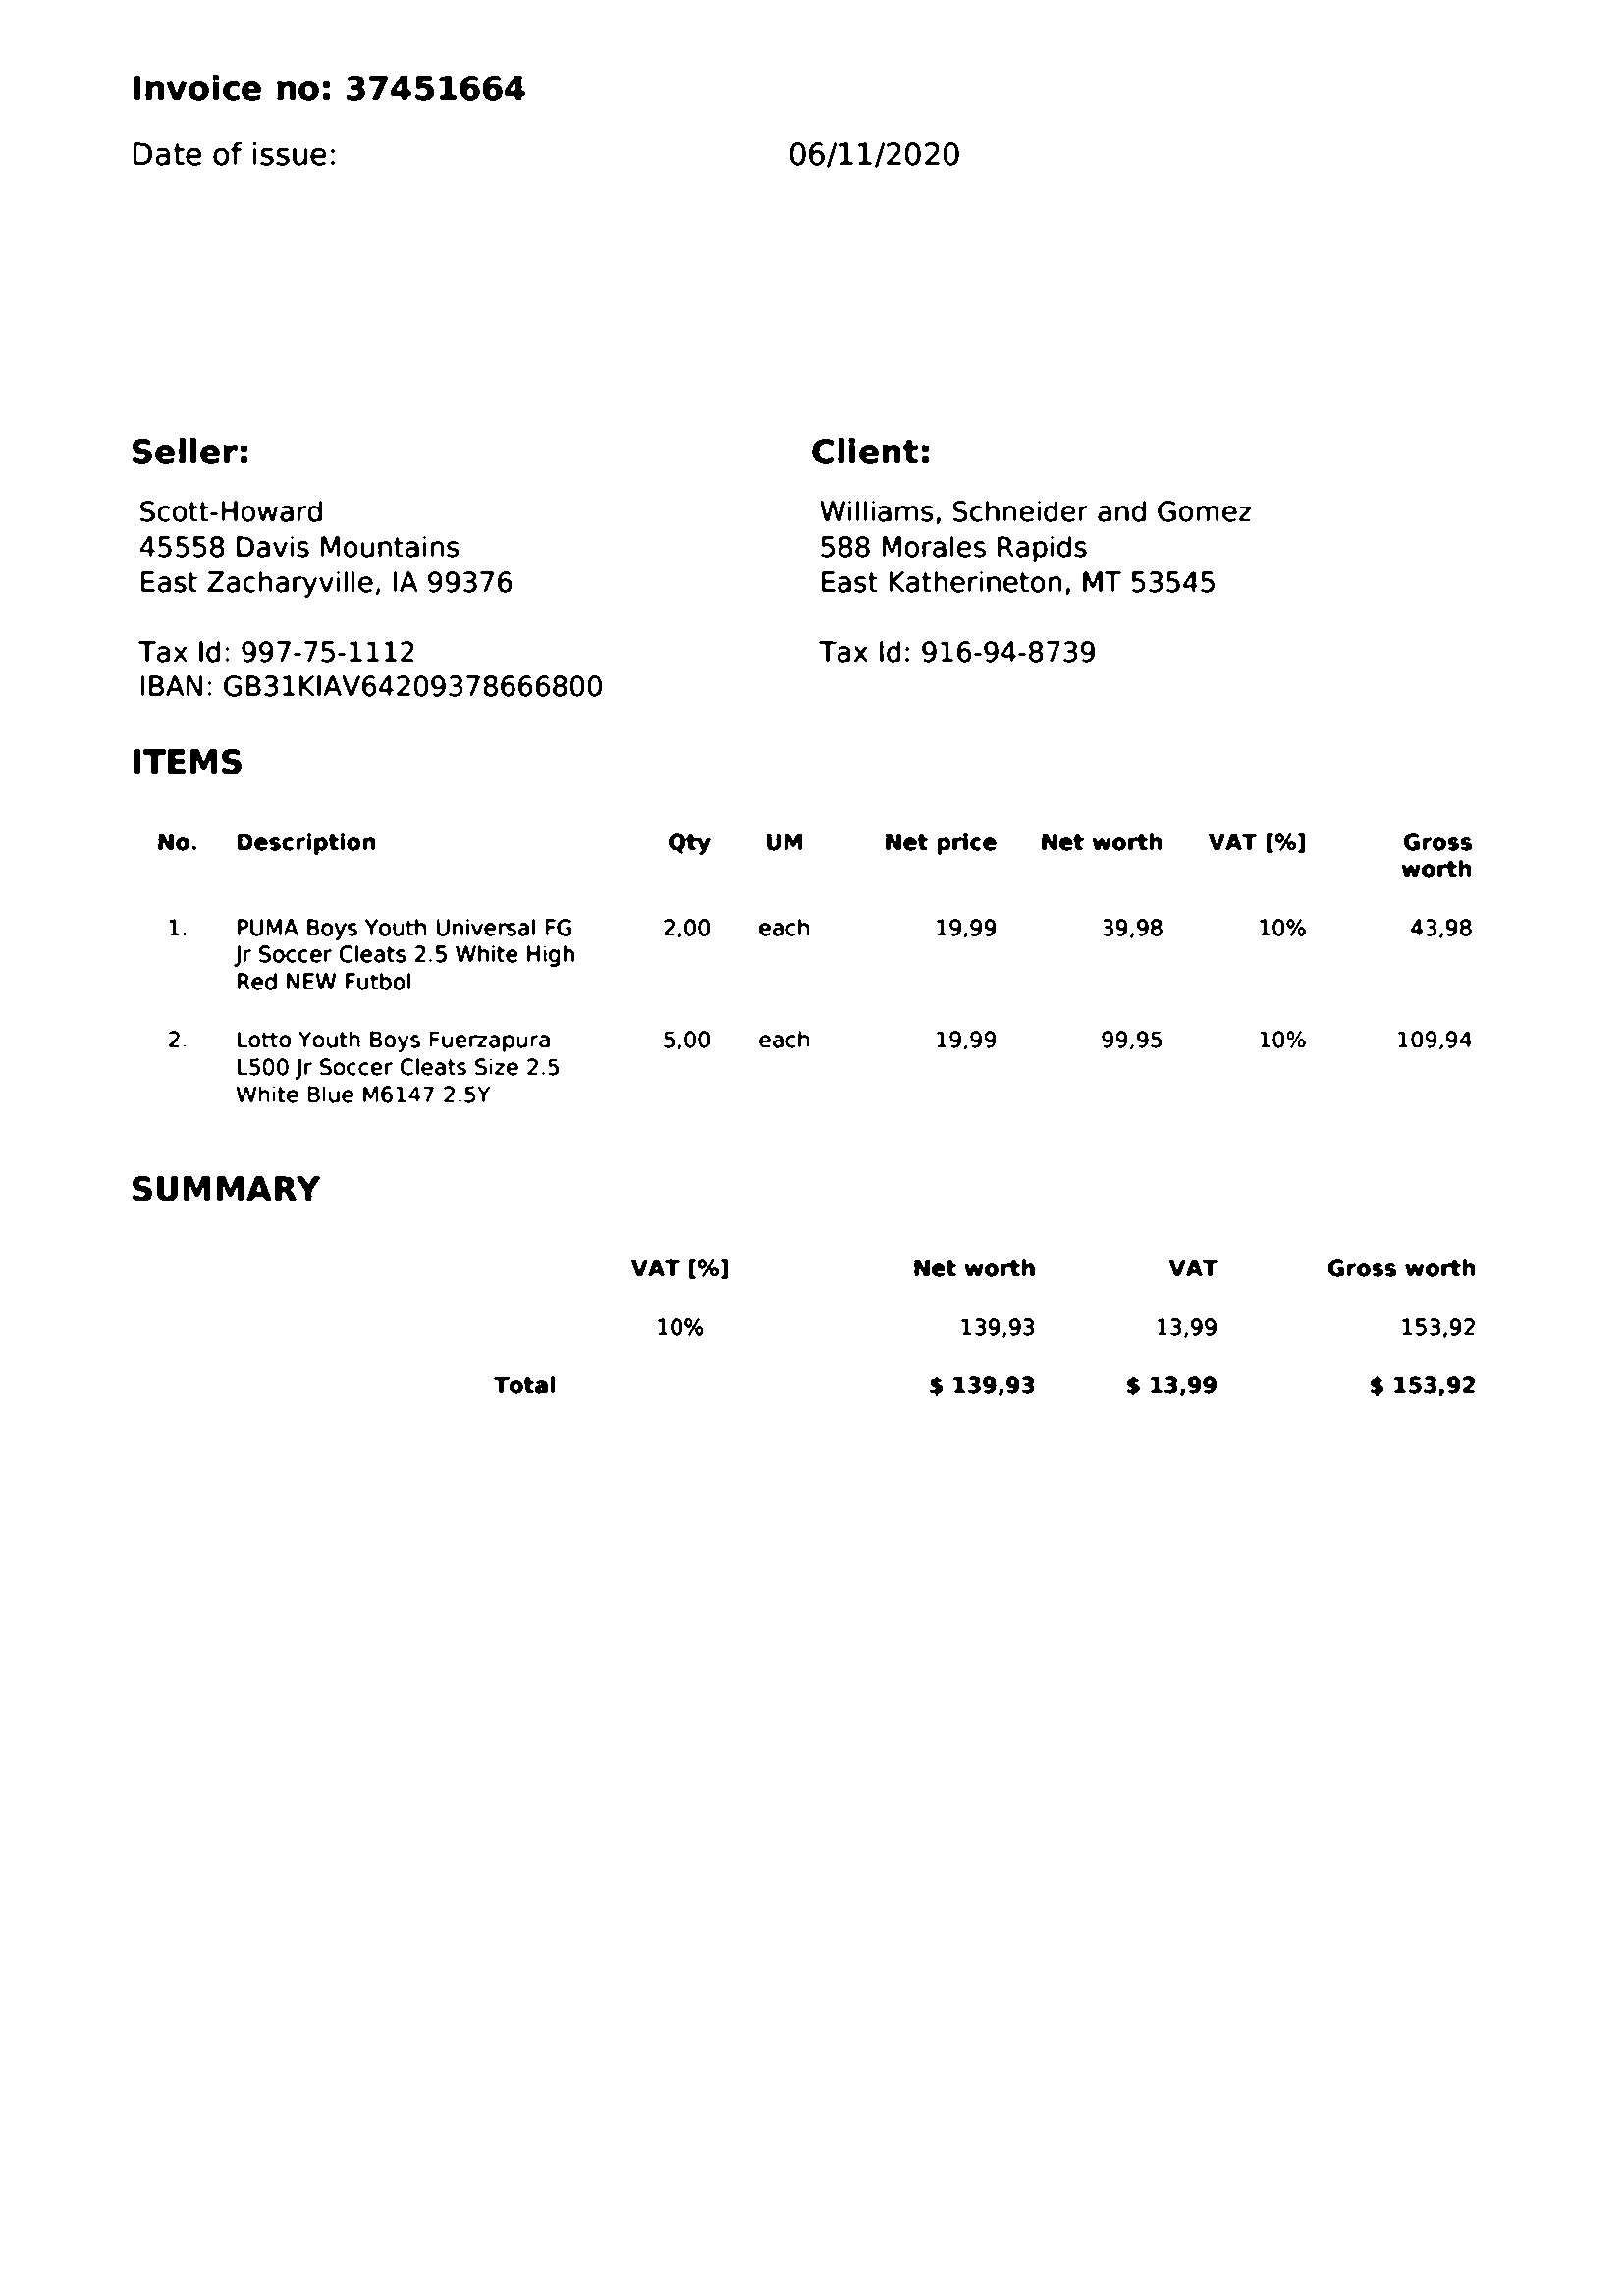 Invoice no: 37451664
Date of issue: 06/11/2020
Seller: Client:
Scott-Howard Williams, Schneider and Gomez
45558 Davis Mountains 588 Morales Rapids
East Zacharyville, IA 99376 East Katherineton, MT 53545
Tax Id: 997-75-1112 Tax Id: 916-94-8739
IBAN: GB31KIAV64209378666800
ITEMS
No. Description Qty UM Net price Net worth VAT [%] Gross
worth
1. PUMA Boys Youth Universal FG 2,00 each 19,99 39,98 10% 43,98
Jr Soccer Cleats 2.5 White High
Red NEW Futbol
2. Lotto Youth Boys Fuerzapura 5,00 each 19,99 99,95 10% 109,94
L500 Jr Soccer Cleats Size 2.5
White Blue M6147 2.5Y
SUMMARY
VAT [%] Net worth VAT Gross worth
10% 139,93 13,99 153,92
Total $ 139,93 $ 13,99 $ 153,92